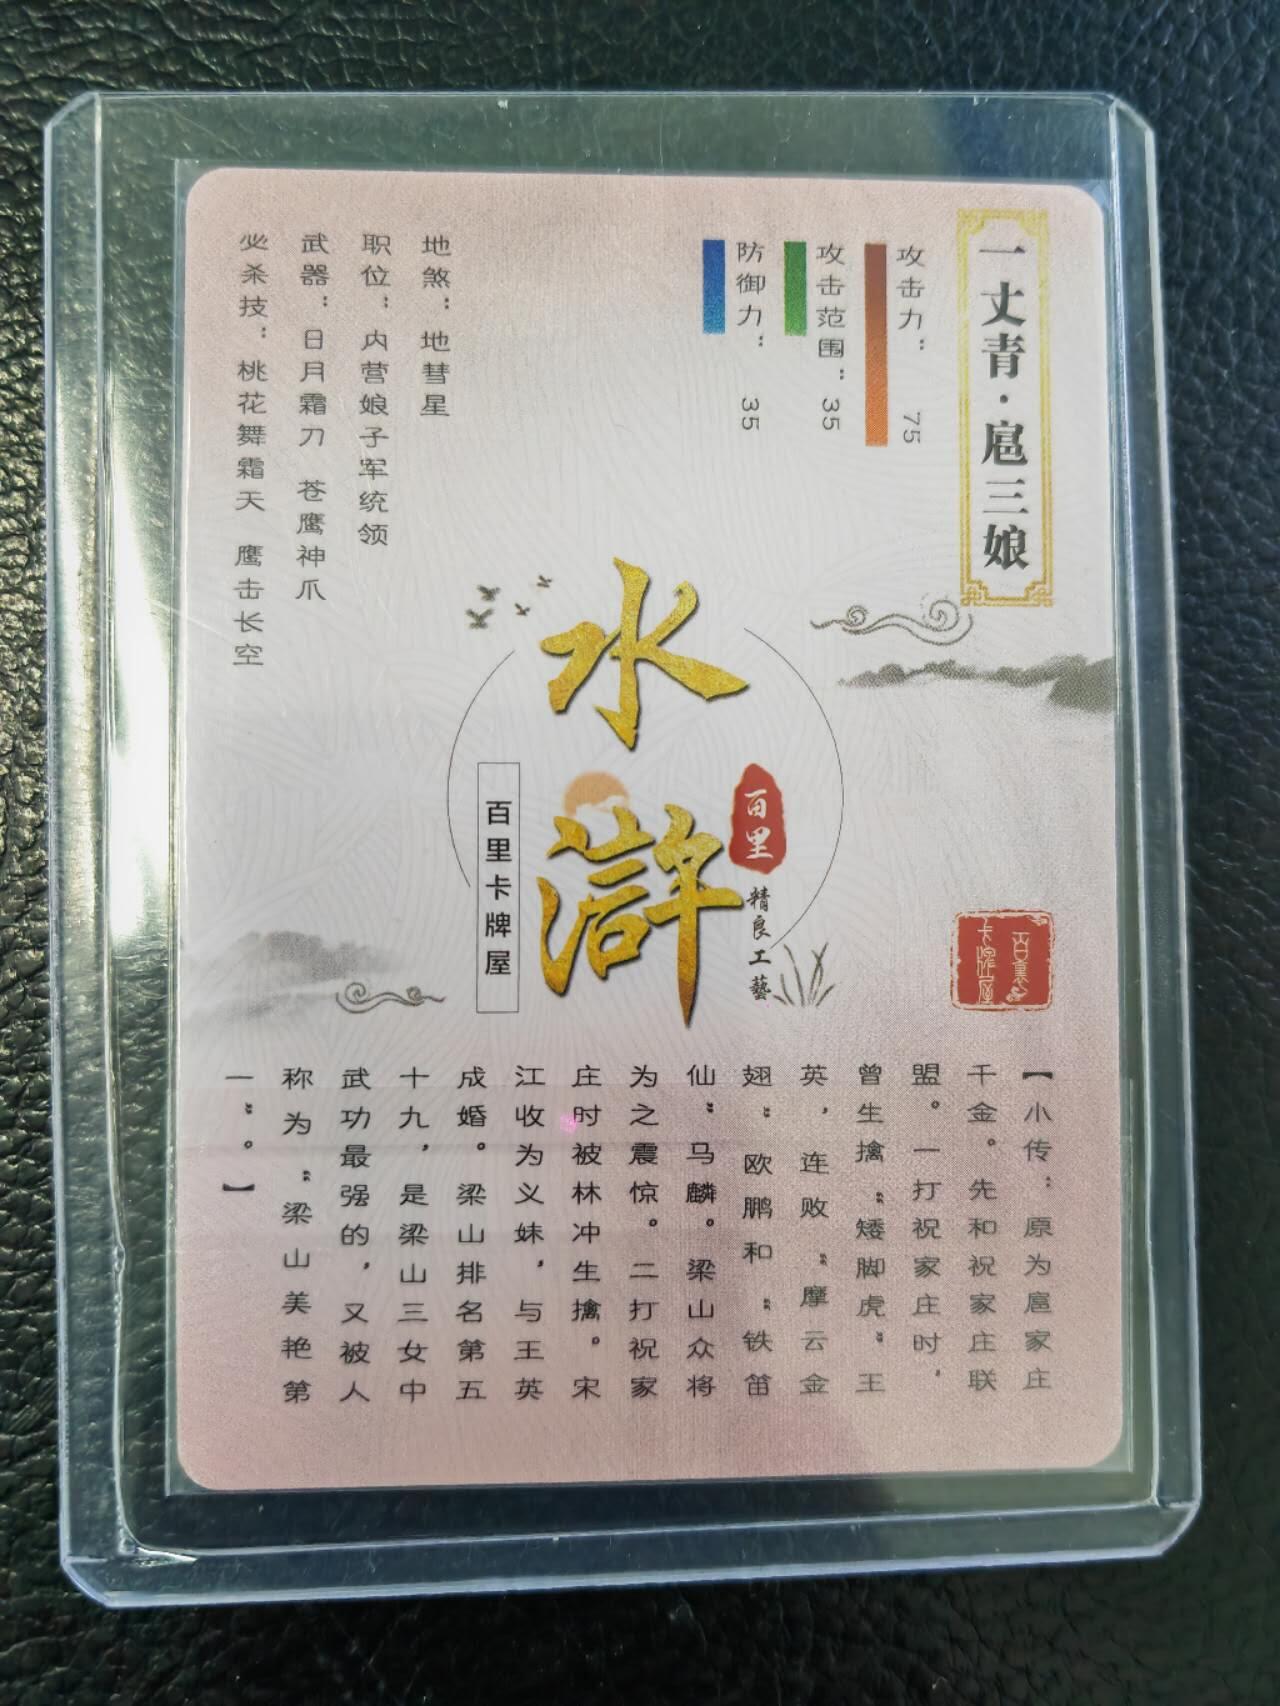 一丈青·扈三娘
攻击力： 75
攻击范围： 35
防御力： 35
地煞：地彗星
职位：内营娘子军统领
武器：日月霜刀 苍鹰神爪
必杀技：桃花舞霜天 鹰击长空
水浒
百里
精良工藝
百里卡牌屋
百里
卡牌屋
【小传：原为扈家庄
千金。先和祝家庄联
盟。一打祝家庄时，
曾生擒“矮脚虎”王
英，连败“摩云金
翅”欧鹏和“铁笛
仙”马麟。梁山众将
为之震惊。二打祝家
庄时被林冲生擒。宋
江收为义妹，与王英
成婚。梁山排名第五
十九，是梁山三女中
武功最强的，又被人
称为“梁山美艳第
一”。】